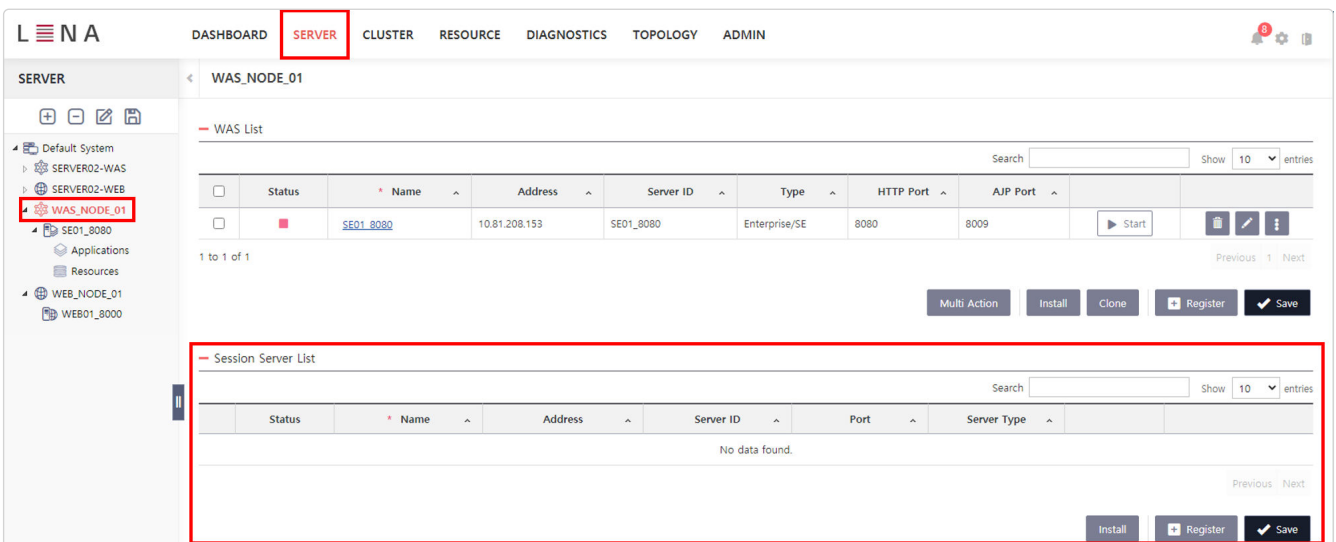 LENA
DASHBOARD SERVER CLUSTER RESOURCE DIAGNOSTICS TOPOLOGY ADMIN
8
SERVER
WAS_NODE_01
Default System
SERVER02-WAS
SERVER02-WEB
WAS_NODE_01
SE01_8080
Applications
Resources
WEB_NODE_01
WEB01_8000
WAS List
Search Show 10 entries
Status * Name Address Server ID Type HTTP Port AJP Port
SE01_8080 10.81.208.153 SE01_8080 Enterprise/SE 8080 8009 Start
1 to 1 of 1 Previous 1 Next
Multi Action Install Clone Register Save
Session Server List
Search Show 10 entries
Status * Name Address Server ID Port Server Type
No data found.
Previous Next
Install Register Save